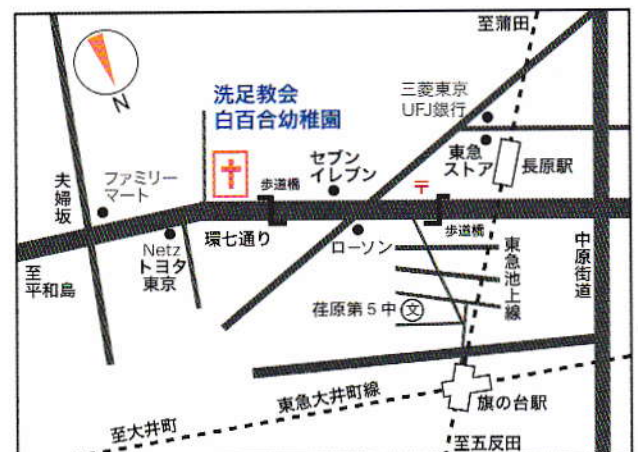 至蒲田
三菱東京
UFJ銀行
洗足教会
白百合幼稚園
N
東急
ストア
長原駅
セブン
イレブン
〒
夫婦坂
ファミリー
マート
歩道橋
歩道橋
Netz
トヨタ
東京
環七通り
ローソン
東急池上線
中原街道
至
平和島
荏原第5中
文
東急大井町線
旗の台駅
至大井町
至五反田